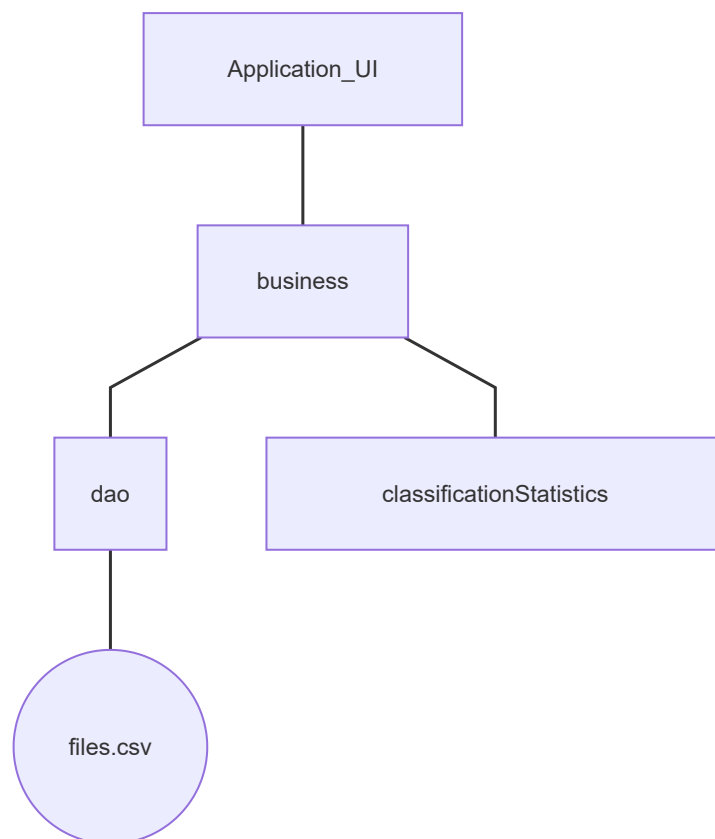 Application_UI
business
dao
classificationStatistics
files.csv